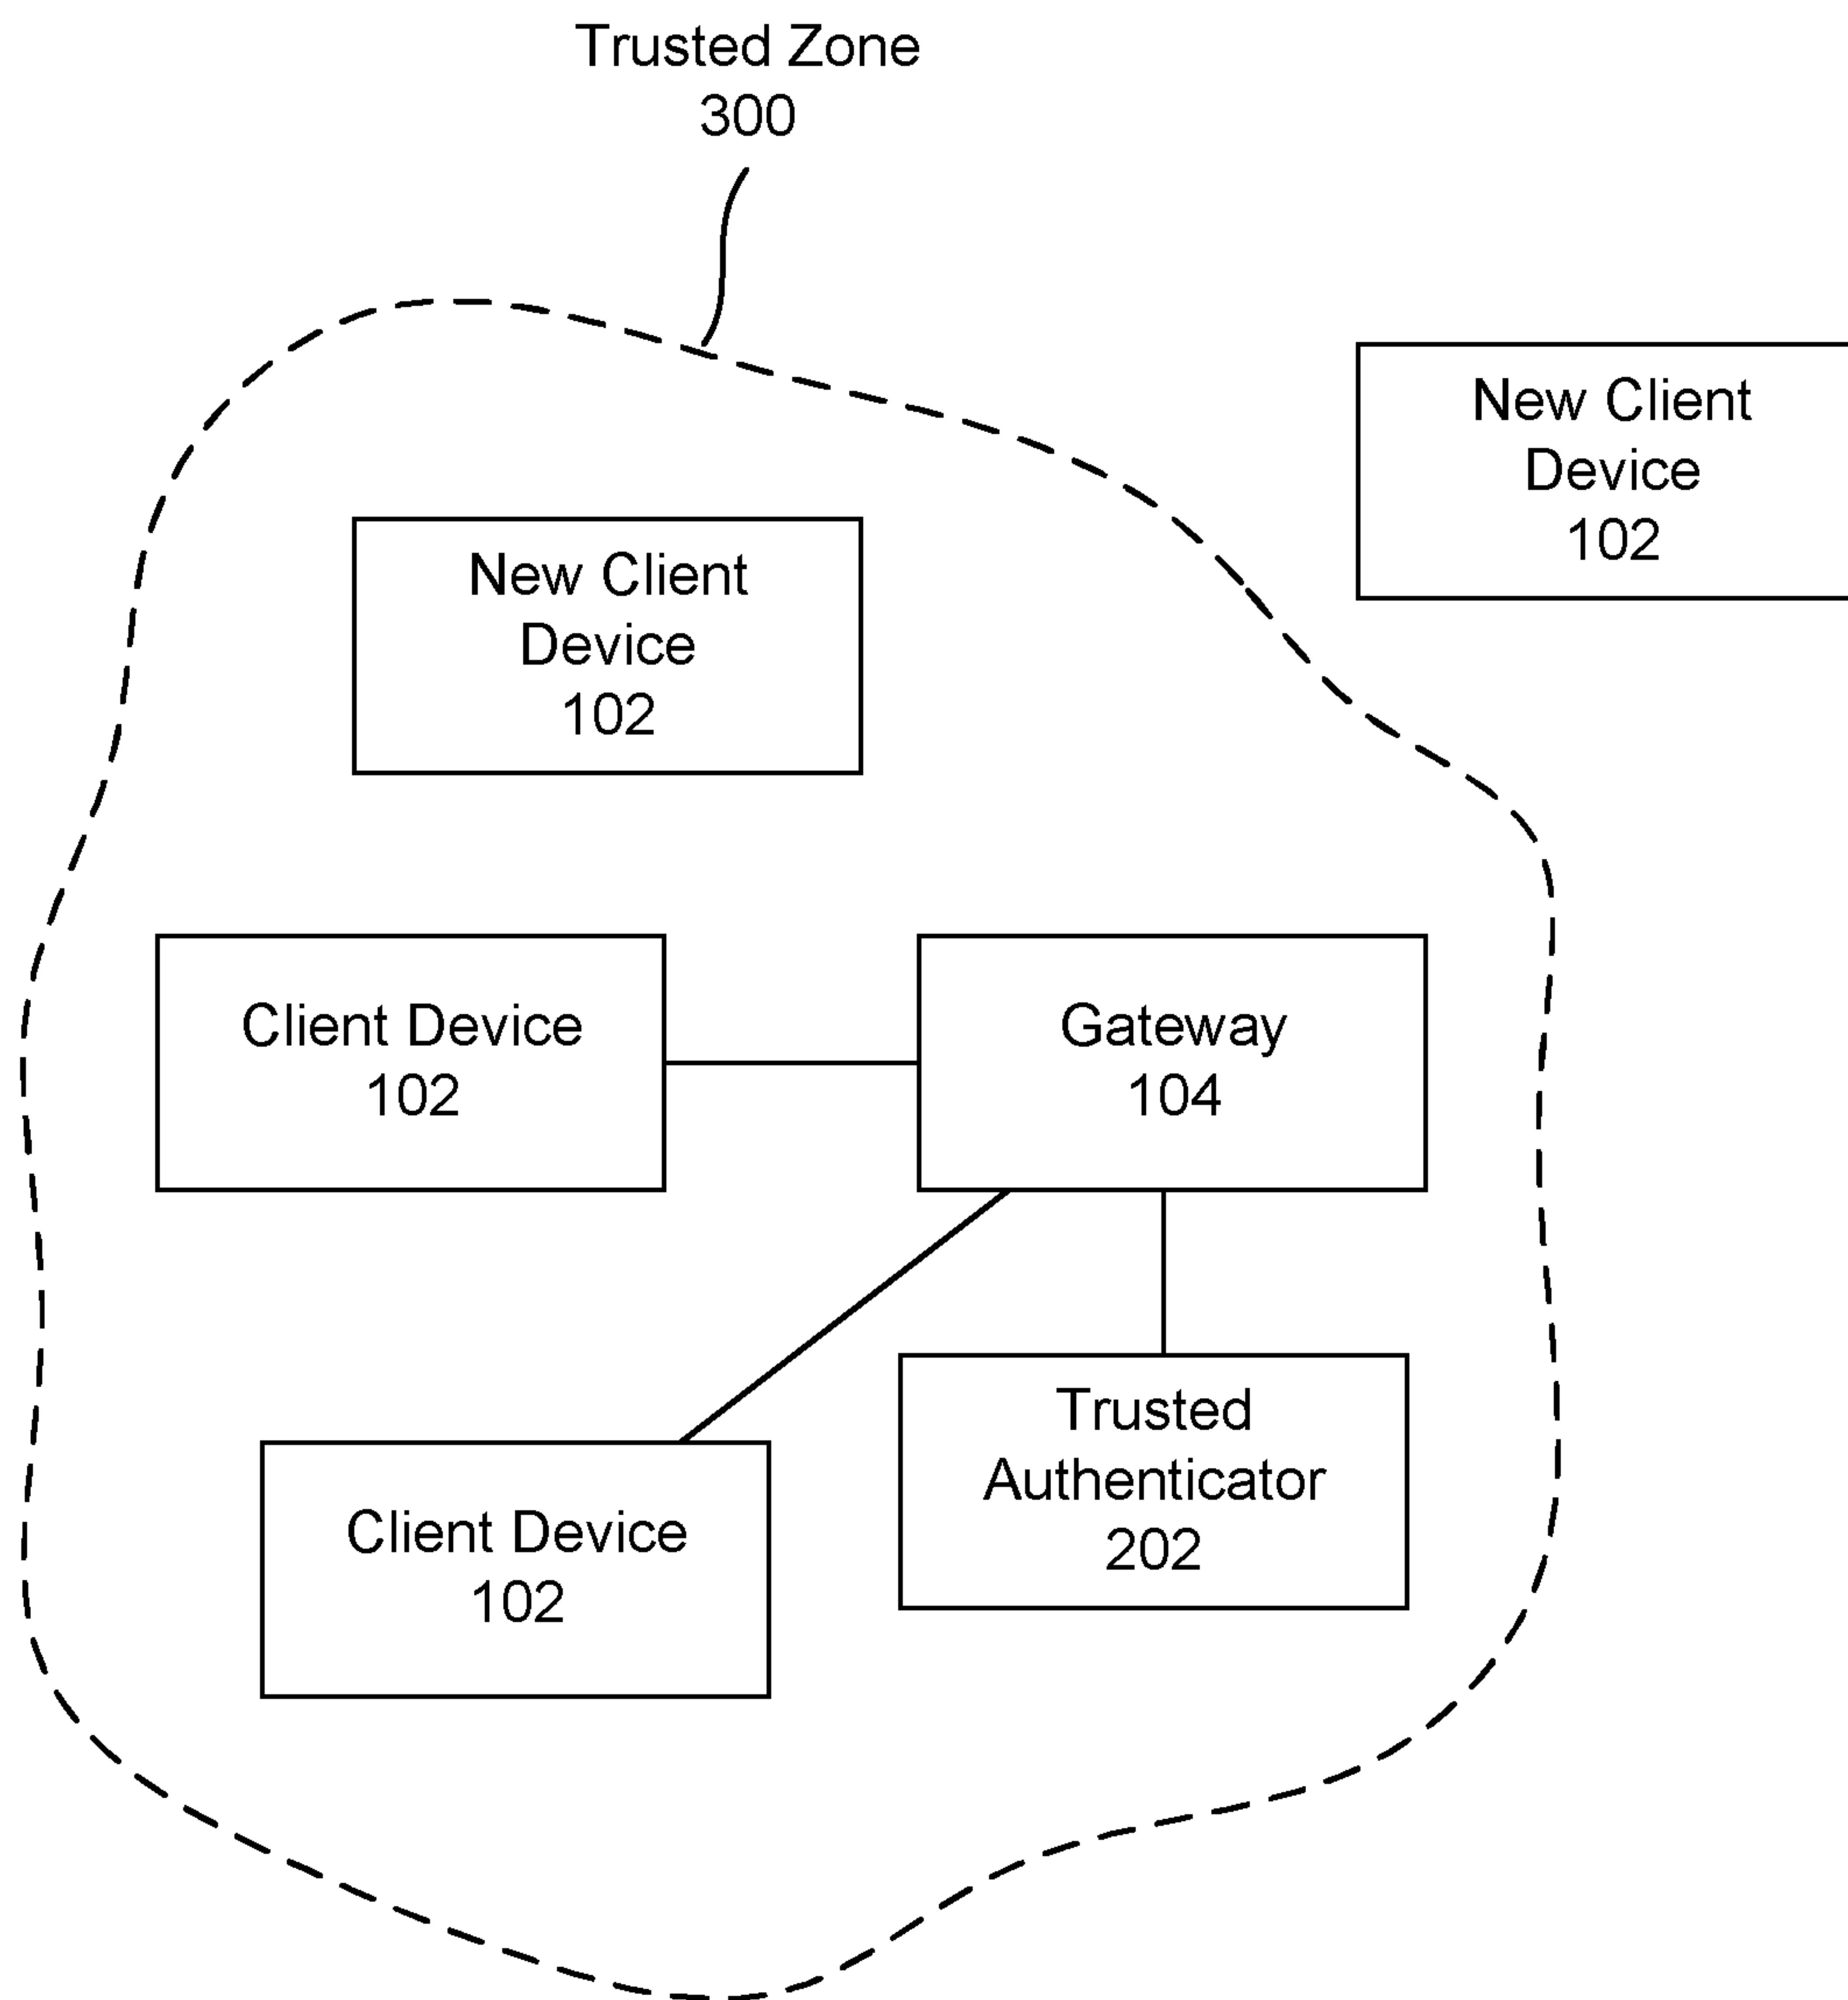 Trusted Zone
300
New Client
Device
102
New Client
Device
102
Client Device
102
Gateway
104
Trusted
Authenticator
202
Client Device
102